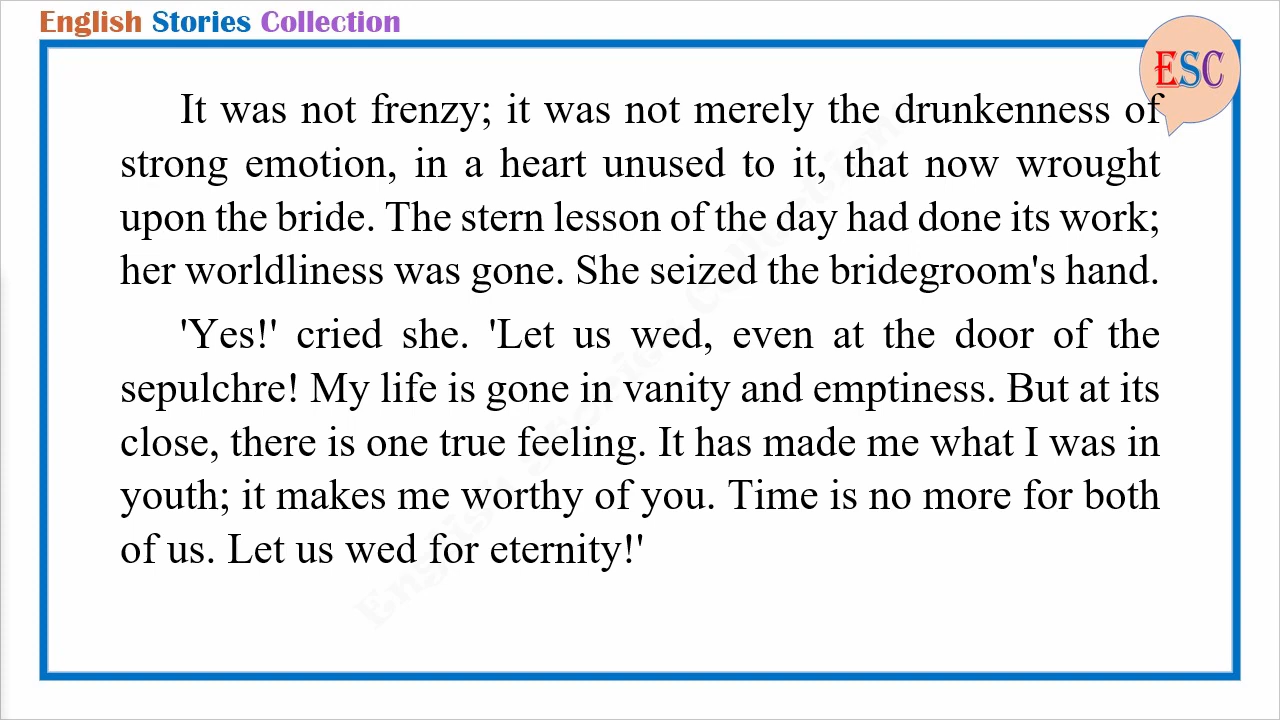 English Stories Collection
ESC
It was not frenzy; it was not merely the drunkenness of
strong emotion, in a heart unused to it, that now wrought
upon the bride. The stern lesson of the day had done its work;
her worldliness was gone. She seized the bridegroom's hand.
'Yes!' cried she. 'Let us wed, even at the door of the
sepulchre! My life is gone in vanity and emptiness. But at its
close, there is one true feeling. It has made me what I was in
youth; it makes me worthy of you. Time is no more for both
of us. Let us wed for eternity!'
English Stories Collection